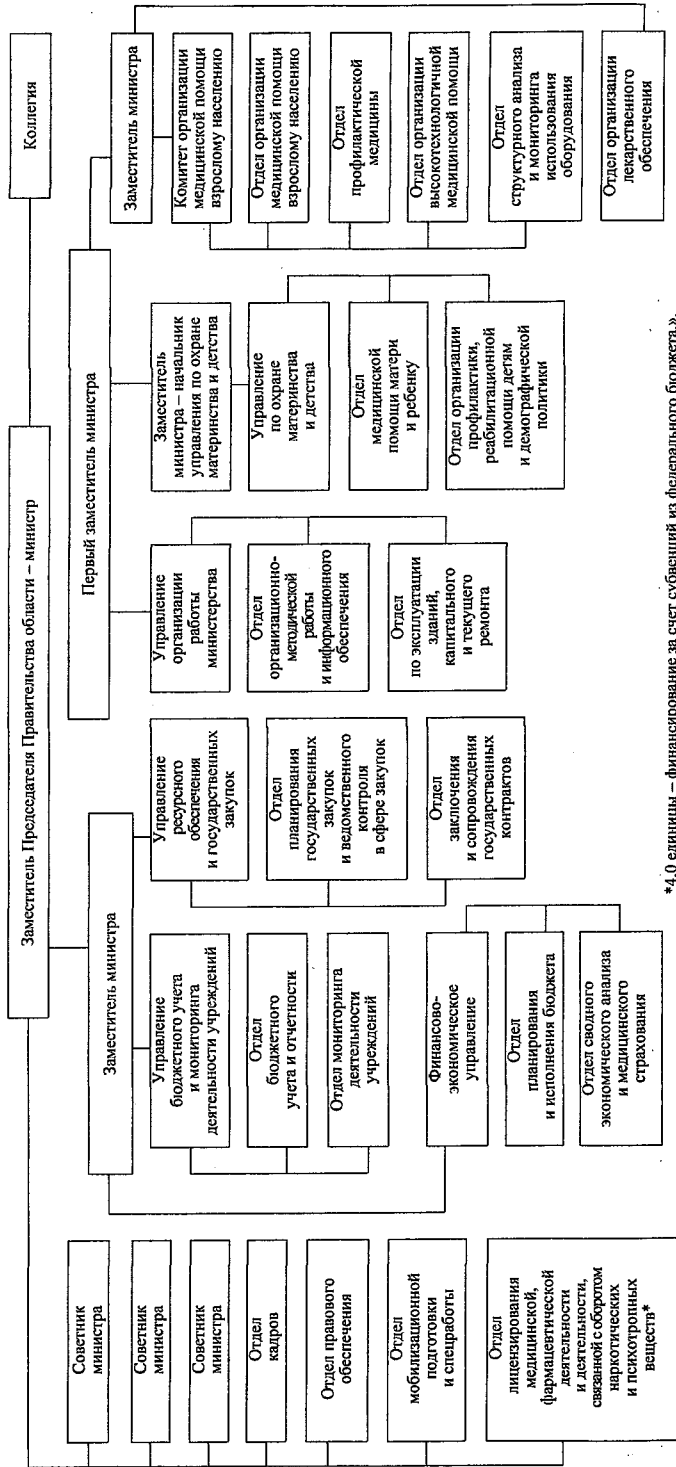 Заместитель Председателя Правительства области – министр
Коллегия
Советник
министра
Советник
министра
Советник
министра
Отдел
кадров
Отдел правового
обеспечения
Отдел
мобилизационной
подготовки
и спецработы
Отдел
лицензирования
медицинской,
фармацевтической
деятельности
и деятельности,
связанной с оборотом
наркотических
и психотропных
веществ*
Заместитель министра
Управление
бюджетного учета
и мониторинга
деятельности учреждений
Отдел
бюджетного
учета и отчетности
Отдел мониторинга
деятельности
учреждений
Финансово-
экономическое
управление
Отдел
планирования
и исполнения бюджета
Отдел сводного
экономического анализа
и медицинского
страхования
Управление
ресурсного
обеспечения
и государственных
закупок
Отдел
планирования
государственных
закупок
и ведомственного
контроля
в сфере закупок
Отдел
заключения
и сопровождения
государственных
контрактов
Первый заместитель министра
Управление
организации
работы
министерства
Отдел
организационно-
методической
работы
и информационного
обеспечения
Отдел
по эксплуатации
зданий,
капитального
и текущего
ремонта
Заместитель
министра – начальник
управления по охране
материнства и детства
Управление
по охране
материнства
и детства
Отдел
медицинской
помощи матери
и ребенку
Отдел организации
профилактики,
реабилитационной
помощи детям
и демографической
политики
Заместитель министра
Комитет организации
медицинской помощи
взрослому населению
Отдел организации
медицинской помощи
взрослому населению
Отдел
профилактической
медицины
Отдел организации
высокотехнологичной
медицинской помощи
Отдел
структурного анализа
и мониторинга
использования
оборудования
Отдел организации
лекарственного
обеспечения
*4.0 единицы – финансирование за счет субвенций из федерального бюджета.».